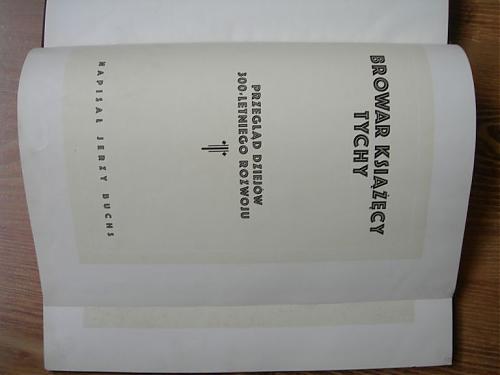 BROWAR KSIĄŻĘCY
TYCHY
PRZEGLĄD DZIEJÓW
300-LETNIEGO ROZWOJU
NAPISAŁ JERZY BUCHS